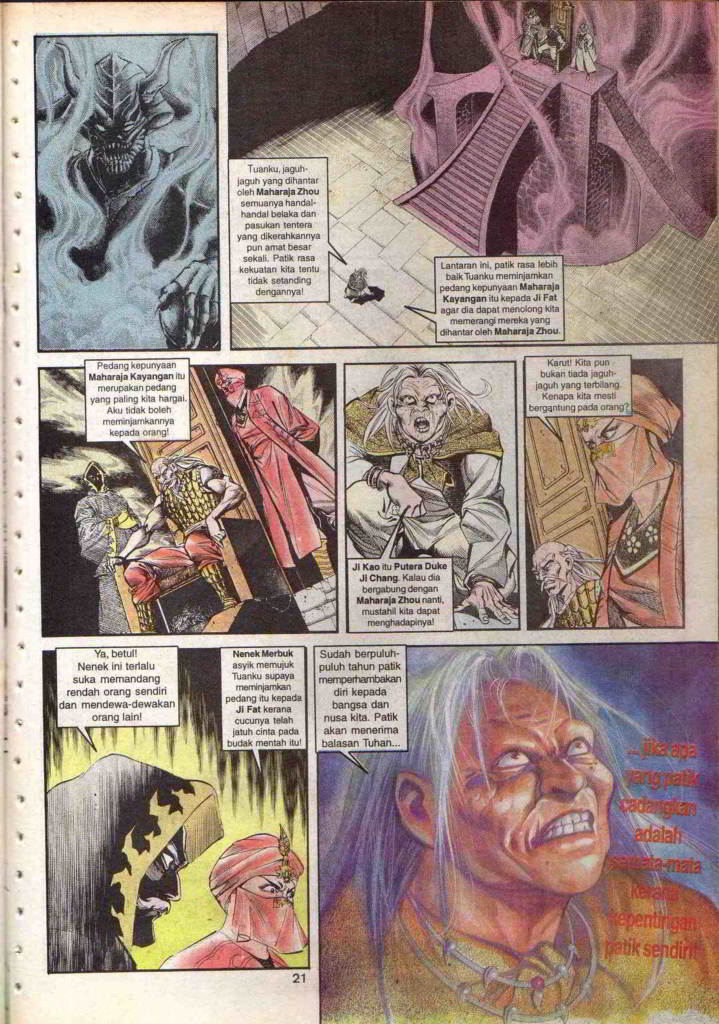 Tuanku, jaguh-
jaguh yang dihantar
oleh Maharaja Zhou
semuanya handal-
handal belaka dan
pasukan tentera
yang dikerahkannya
pun amat besar
sekali. Patik rasa
kekuatan kita tentu
tidak setanding
dengannya!
Lantaran ini, patik rasa lebih
baik Tuanku meminjamkan
pedang kepunyaan Maharaja
Kayangan itu kepada Ji Fat
agar dia dapat menolong kita
memerangi mereka yang
dihantar oleh Maharaja Zhou.
Pedang kepunyaan
Maharaja Kayangan itu
merupakan pedang
yang paling kita hargai.
Aku tidak boleh
meminjamkannya
kepada orang!
Ji Kao itu Putera Duke
Ji Chang. Kalau dia
bergabung dengan
Maharaja Zhou nanti,
mustahil kita dapat
menghadapinya!
Karut! Kita pun
bukan tiada jaguh-
jaguh yang terbilang.
Kenapa kita mesti
bergantung pada orang?
Ya, betul!
Nenek ini terlalu
suka memandang
rendah orang sendiri
dan mendewa-dewakan
orang lain!
Nenek Merbuk
asyik memujuk
Tuanku supaya
meminjamkan
pedang itu kepada
Ji Fat kerana
cucunya telah
jatuh cinta pada
budak mentah itu!
Sudah berpuluh-
puluh tahun patik
memperhambakan
diri kepada
bangsa dan
nusa kita. Patik
akan menerima
balasan Tuhan...
...jika apa
yang patik
cadangkan
adalah
semata-mata
kerana
kepentingan
patik sendiri!
21